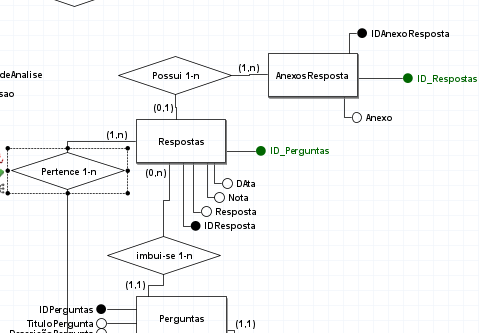 IDAnexoResposta
(1,n)
Possui 1-n
AnexosResposta
ID_Respostas
deAnalise
sao
(0,1)
Anexo
(1,n)
Respostas
ID_Perguntas
Pertence 1-n
(0,n)
DAta
Nota
Resposta
IDResposta
imbui-se 1-n
(1,1)
IDPerguntas
TituloPergunta
Perguntas
(1,1)